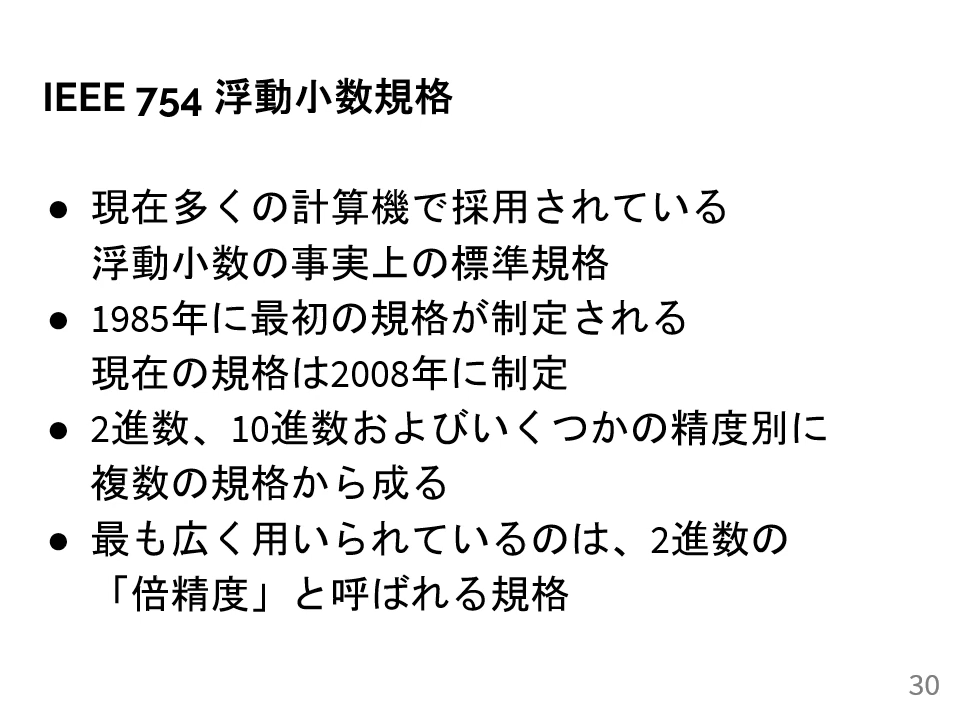 IEEE 754 浮動小数規格
● 現在多くの計算機で採用されている
浮動小数の事実上の標準規格
● 1985年に最初の規格が制定される
現在の規格は2008年に制定
● 2進数、10進数およびいくつかの精度別に
複数の規格から成る
● 最も広く用いられているのは、2進数の
「倍精度」と呼ばれる規格
30